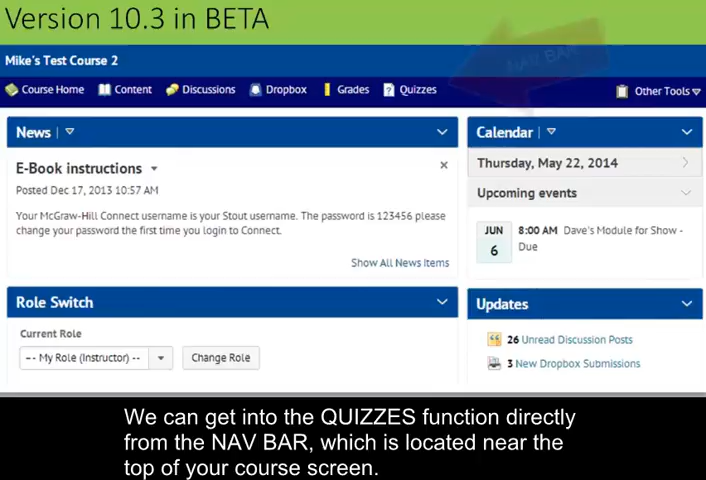 Version 10.3 in BETA
NAV BAR
Mike's Test Course 2
Course Home Content Discussions Dropbox Grades Quizzes Other Tools
News
E-Book instructions
Posted Dec 17, 2013 10:57 AM
Your McGraw-Hill Connect username is your Stout username. The password is 123456 please
change your password the first time you login to Connect.
Show All News Items
Role Switch
Current Role
-- My Role (Instructor) --
Change Role
Calendar
Thursday, May 22, 2014
Upcoming events
JUN
6
8:00 AM Dave's Module for Show -
Due
Updates
26 Unread Discussion Posts
3 New Dropbox Submissions
We can get into the QUIZZES function directly
from the NAV BAR, which is located near the
top of your course screen.